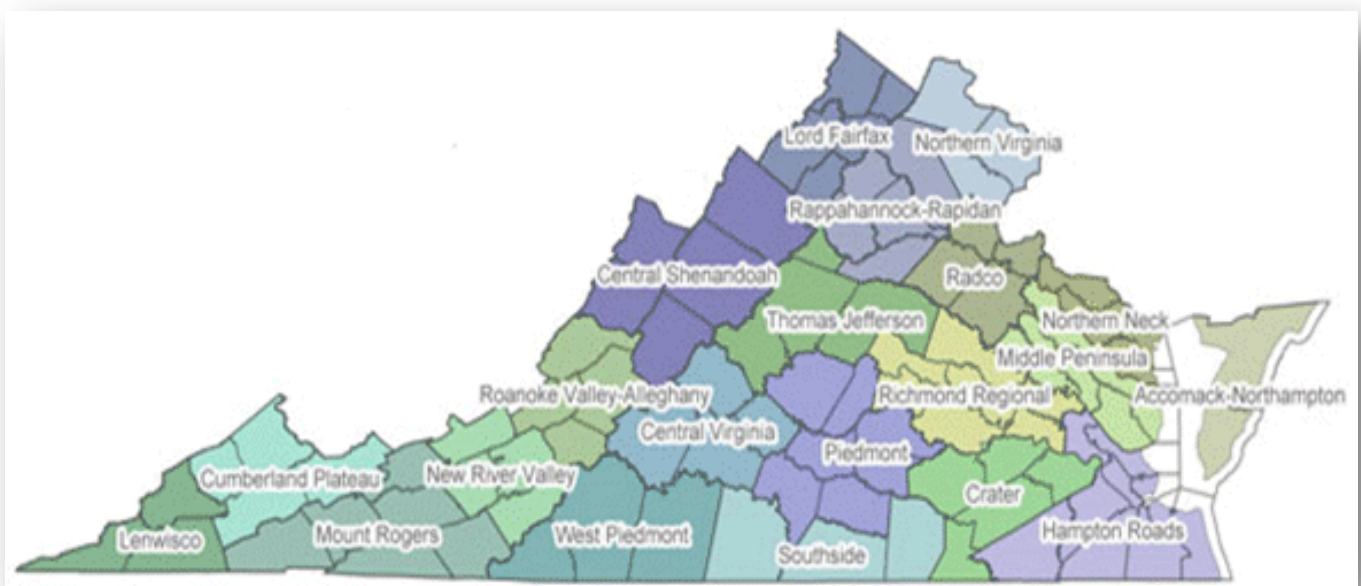 Lord Fairfax
Northern Virginia
Rappahannock-Rapidan
Central Shenandoah
Radco
Thomas Jefferson
Northern Neck
Middle Peninsula
Roanoke Valley-Alleghany
Richmond Regional
Accomack-Northampton
Central Virginia
Piedmont
Cumberland Plateau
New River Valley
Crater
Lenwisco
Mount Rogers
West Piedmont
Southside
Hampton Roads